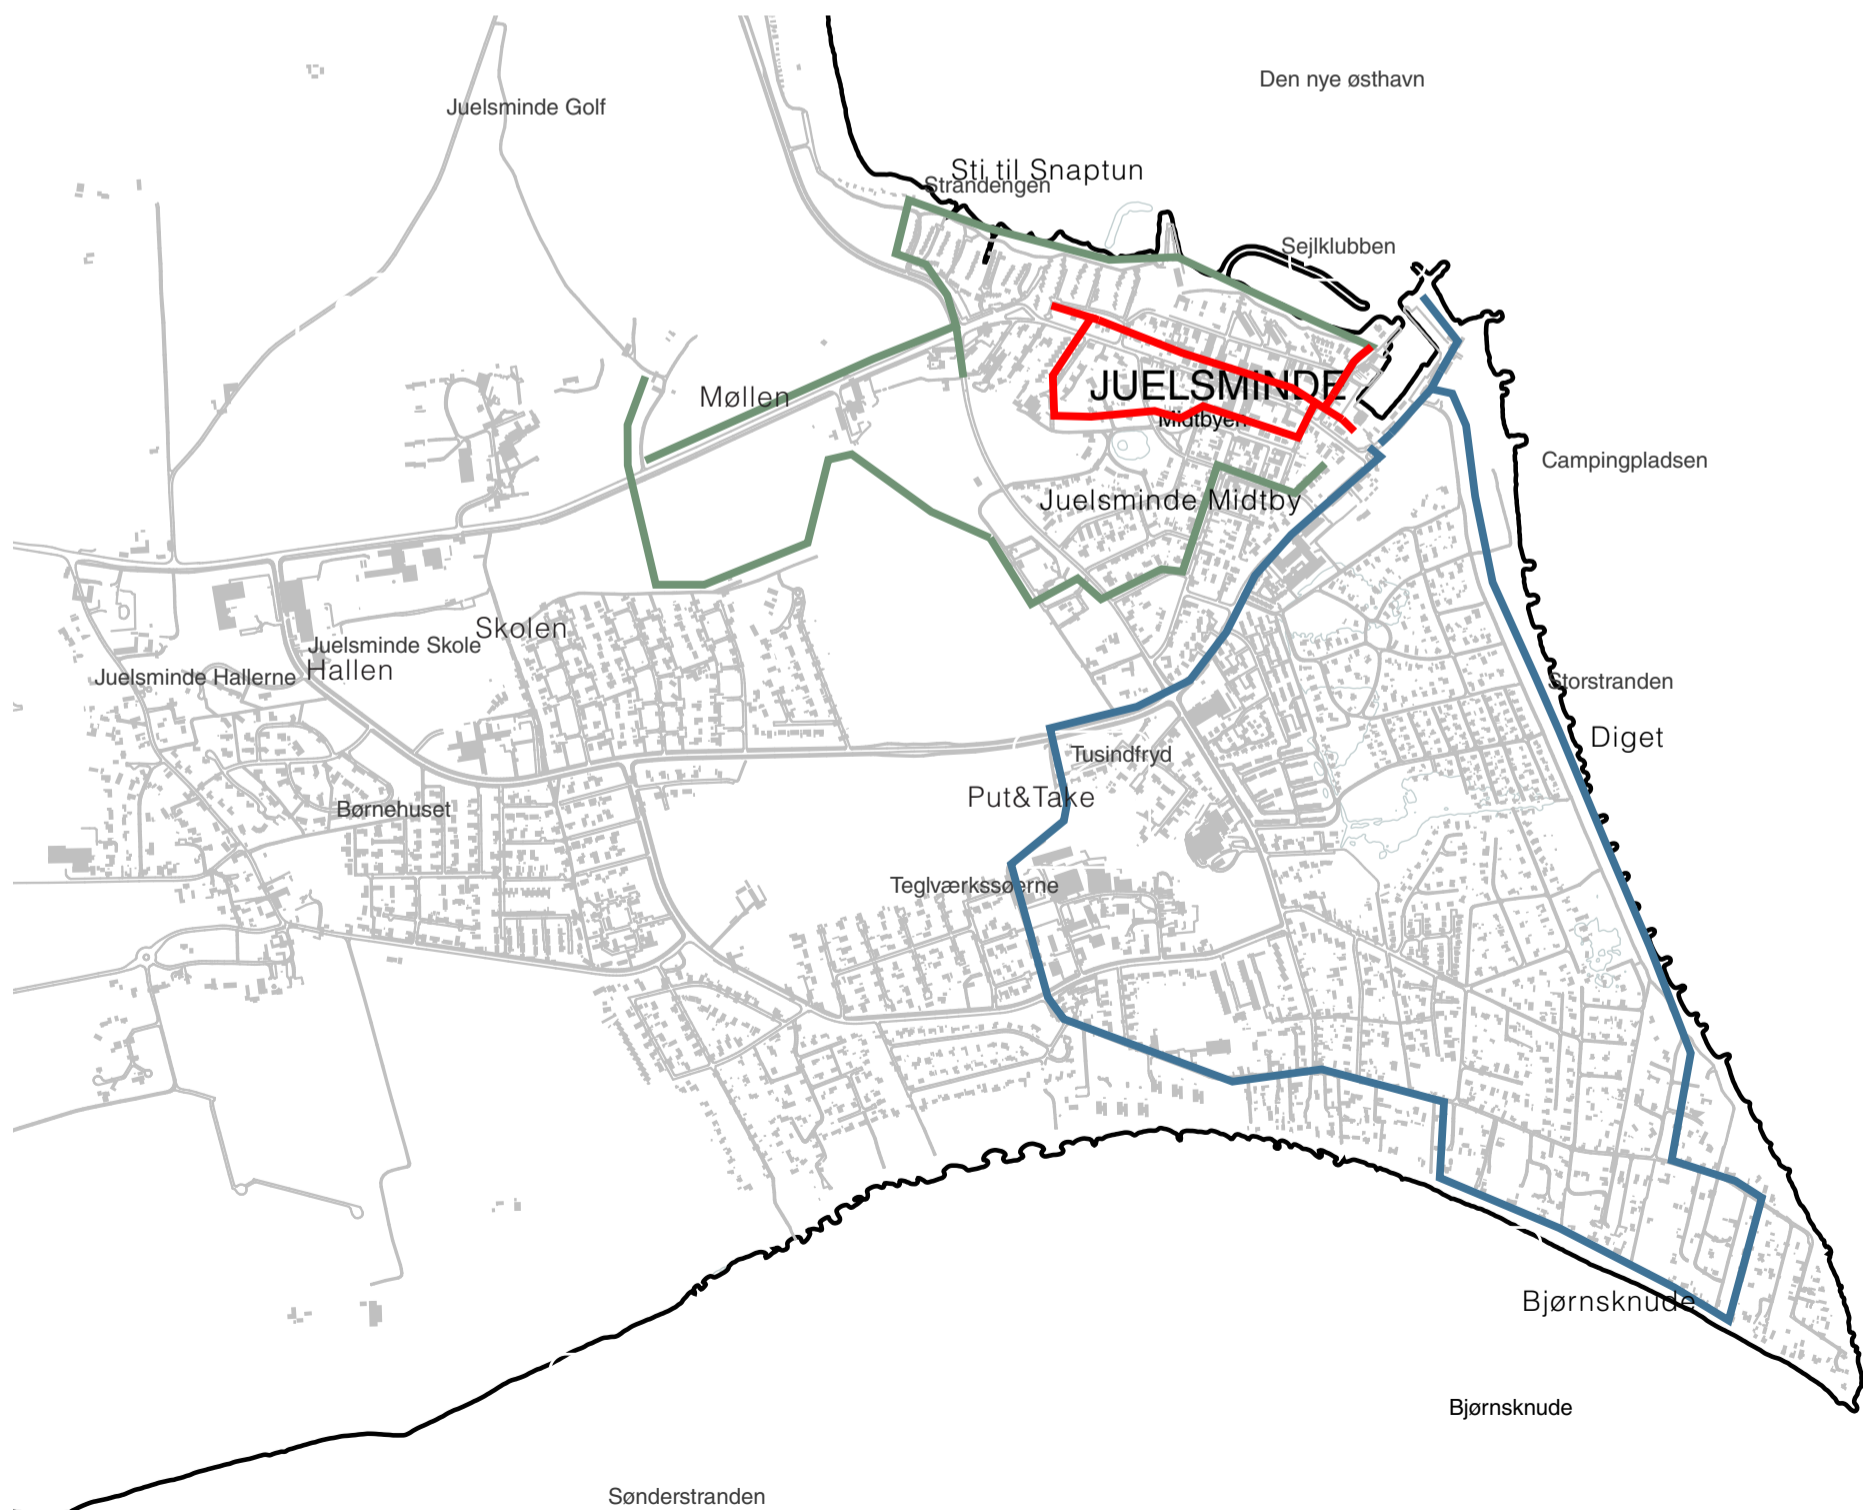 Den nye østhavn
Juelsminde Golf
Sti til Snaptun
Strandengen
Sejlklubben
JUELSMINDE
Møllen
Midtbyen
Campingpladsen
Juelsminde Midtby
Skolen
Juelsminde Skole
Hallen
Juelsminde Hallerne
Storstranden
Diget
Tusindfryd
Put&Take
Børnehuset
Teglværkssøerne
Bjørnsknude
Bjørnsknude
Sønderstranden